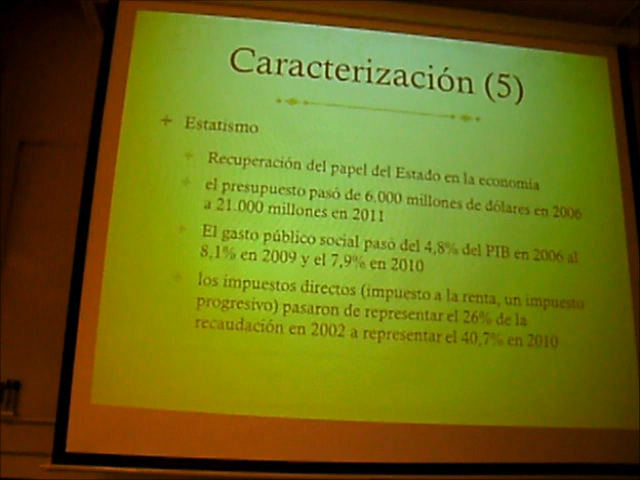 Caracterización (5)
Estatismo
Recuperación del papel del Estado en la economía
el presupuesto pasó de 6.000 millones de dólares en 2006
a 21.000 millones en 2011
El gasto público social pasó del 4,8% del PIB en 2006 al
8,1% en 2009 y el 7,9% en 2010
los impuestos directos (impuesto a la renta, un impuesto
progresivo) pasaron de representar el 26% de la
recaudación en 2002 a representar el 40,7% en 2010